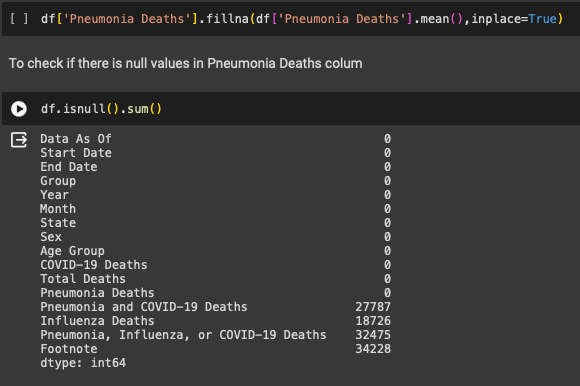 [ ] df['Pneumonia Deaths'].fillna(df['Pneumonia Deaths'].mean(),inplace=True)
To check if there is null values in Pneumonia Deaths colum
df.isnull().sum()
Data As Of 0
Start Date 0
End Date 0
Group 0
Year 0
Month 0
State 0
Sex 0
Age Group 0
COVID-19 Deaths 0
Total Deaths 0
Pneumonia Deaths 0
Pneumonia and COVID-19 Deaths 27787
Influenza Deaths 18726
Pneumonia, Influenza, or COVID-19 Deaths 32475
Footnote 34228
dtype: int64